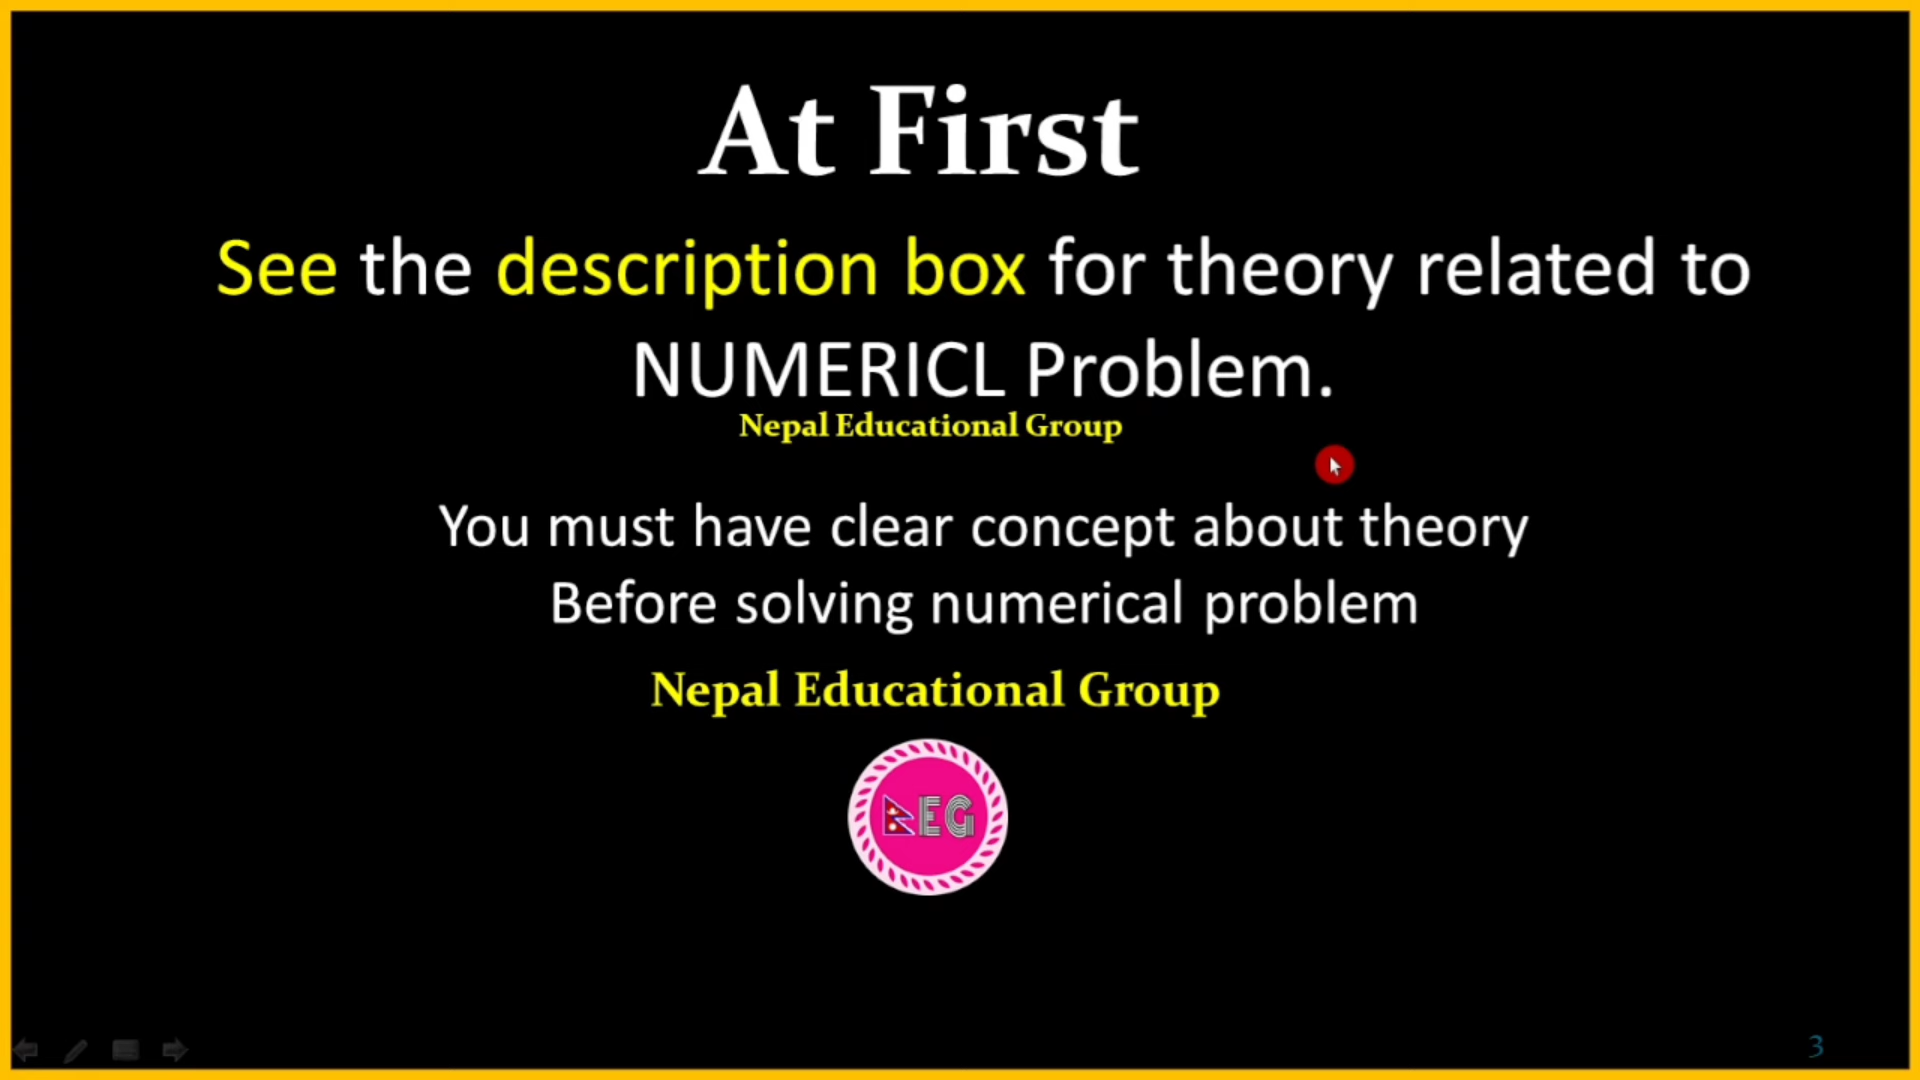 At First
See the description box for theory related to
NUMERICL Problem.
Nepal Educational Group
You must have clear concept about theory
Before solving numerical problem
Nepal Educational Group
EG
3